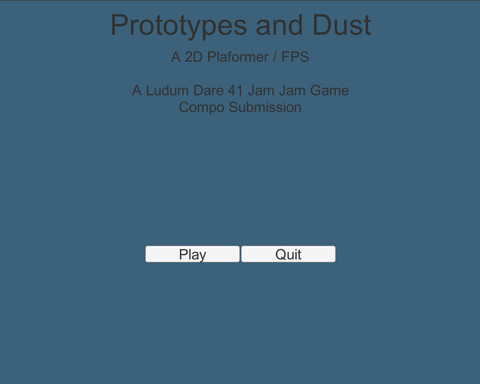 Prototypes and Dust
A 2D Plaformer / FPS
A Ludum Dare 41 Jam Jam Game
Compo Submission
Play Quit